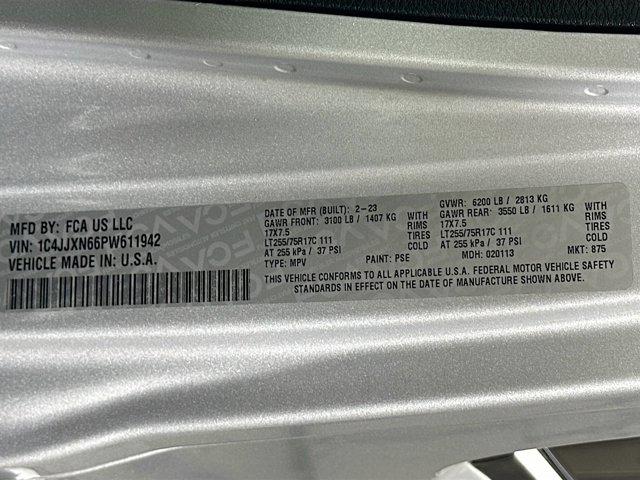 MFD BY: FCA US LLC
VIN: 1C4JJXN66PW611942
VEHICLE MADE IN: U.S.A.
DATE OF MFR (BUILT): 2-23
GAWR FRONT: 3100 LB / 1407 KG
17X7.5
LT255/75R17C 111
AT 255 kPa / 37 PSI
TYPE: MPV
WITH
RIMS
TIRES
COLD
PAINT: PSE
GVWR: 6200 LB / 2813 KG
GAWR REAR: 3550 LB / 1611 KG
17X7.5
LT255/75R17C 111
AT 255 kPa / 37 PSI
MDH: 020113
WITH
RIMS
TIRES
COLD
MKT: B75
THIS VEHICLE CONFORMS TO ALL APPLICABLE U.S.A. FEDERAL MOTOR VEHICLE SAFETY
STANDARDS IN EFFECT ON THE DATE OF MANUFACTURE SHOWN ABOVE.